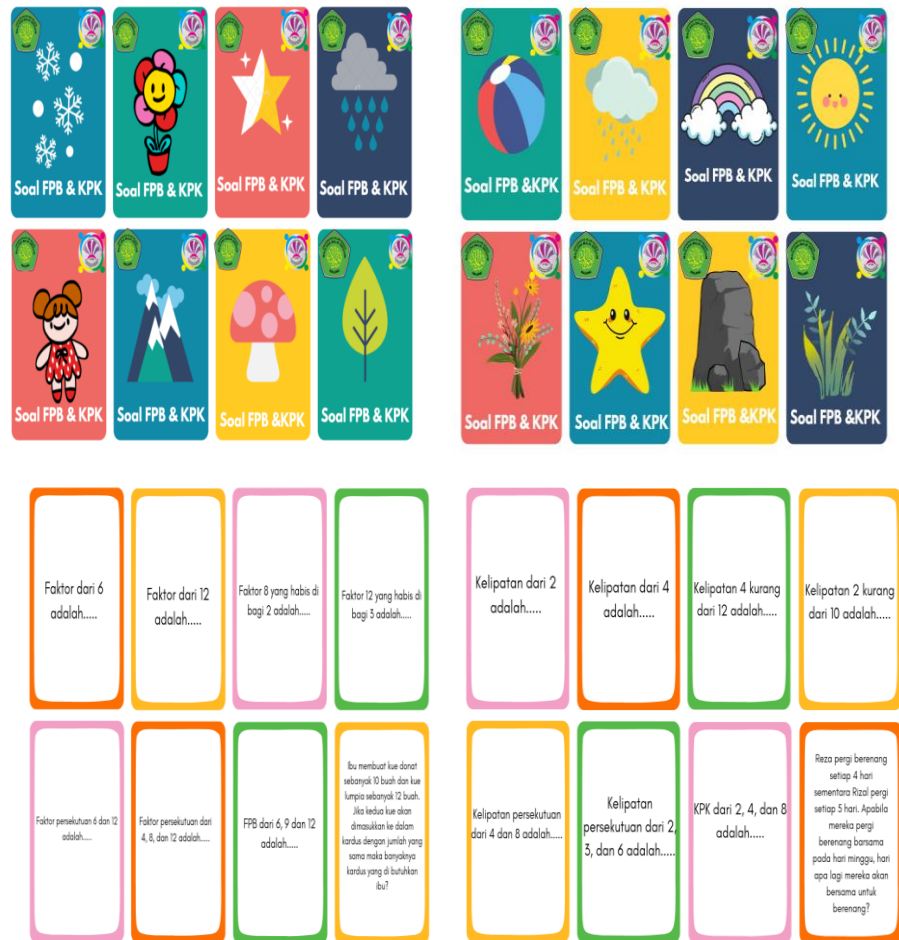 Soal FPB & KPK
Soal FPB & KPK
Soal FPB & KPK
Soal FPB & KPK
Soal FPB & KPK
Soal FPB & KPK
Soal FPB &KPK
Soal FPB & KPK
Soal FPB &KPK
Soal FPB & KPK
Soal FPB & KPK
Soal FPB & KPK
Soal FPB & KPK
Soal FPB & KPK
Soal FPB &KPK
Soal FPB &KPK
Faktor dari 6
adalah.....
Faktor dari 12
adalah.....
Faktor 8 yang habis di
bagi 2 adalah.....
Faktor 12 yang habis di
bagi 3 adalah.....
Kelipatan dari 2
adalah.....
Kelipatan dari 4
adalah.....
Kelipatan 4 kurang
dari 12 adalah.....
Kelipatan 2 kurang
dari 10 adalah.....
Faktor persekutuan 6 dan 12
adalah.....
Faktor persekutuan dari
4, 8, dan 12 adalah.....
FPB dari 6, 9 dan 12
adalah.....
Ibu membuat kue donat
sebanyak 10 buah dan kue
lumpia sebanyak 12 buah.
Jika kedua kue akan
dimasukkan ke dalam
kardus dengan jumlah yang
sama maka banyaknya
kardus yang di butuhkan
ibu?
Kelipatan persekutuan
dari 4 dan 8 adalah.....
Kelipatan
persekutuan dari 2,
3, dan 6 adalah.....
KPK dari 2, 4, dan 8
adalah.....
Reza pergi berenang
setiap 4 hari
sementara Rizal pergi
setiap 5 hari. Apabila
mereka pergi
berenang barsama
pada hari minggu, hari
apa lagi mereka akan
bersama untuk
berenang?